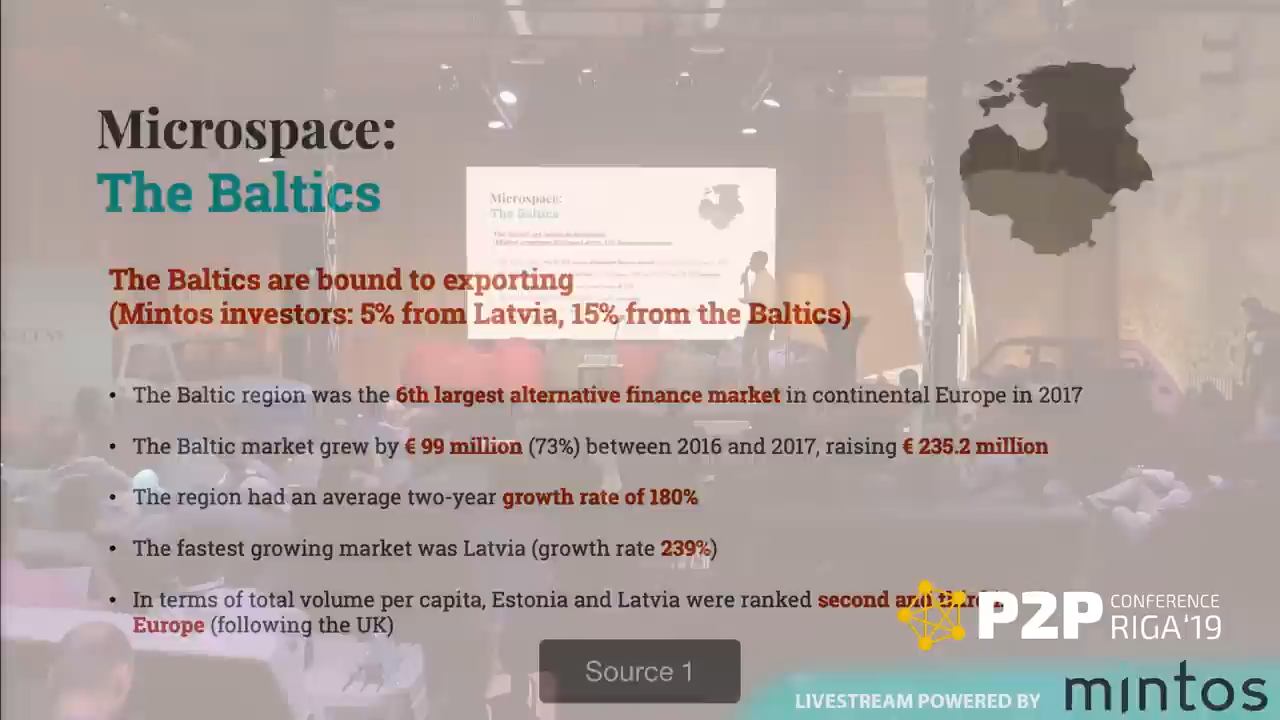 Microspace:
The Baltics
The Baltics are bound to exporting
(Mintos investors: 5% from Latvia, 15% from the Baltics)
• The Baltic region was the 6th largest alternative finance market in continental Europe in 2017
• The Baltic market grew by € 99 million (73%) between 2016 and 2017, raising € 235.2 million
• The region had an average two-year growth rate of 180%
• The fastest growing market was Latvia (growth rate 239%)
• In terms of total volume per capita, Estonia and Latvia were ranked second and
Europe (following the UK)
P2P CONFERENCE
RIGA'19
Source 1
LIVESTREAM POWERED BY mintos
Microspace:
The Baltics